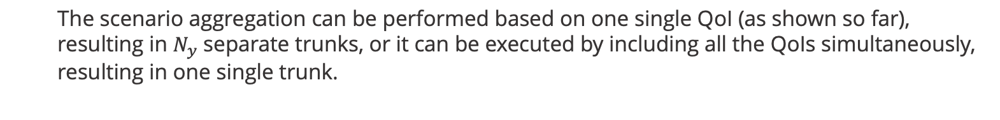 The scenario aggregation can be performed based on one single QoI (as shown so far),
resulting in N_y separate trunks, or it can be executed by including all the QoIs simultaneously,
resulting in one single trunk.